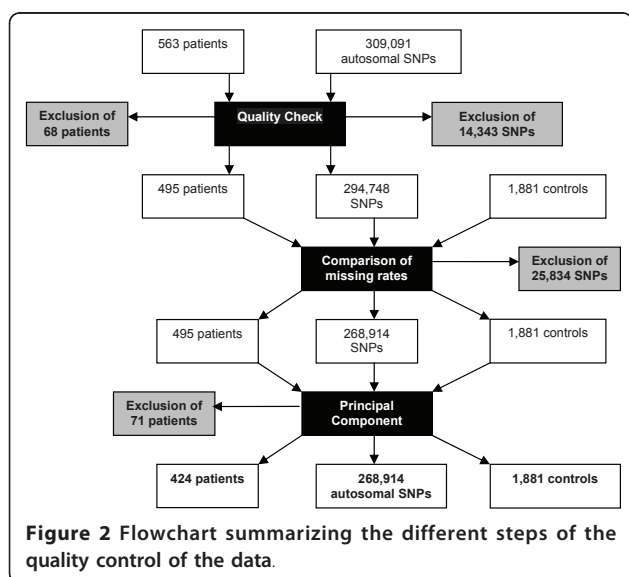 563 patients
309,091
autosomal SNPs
Exclusion of
68 patients
Quality Check
Exclusion of
14,343 SNPs
495 patients
294,748
SNPs
1,881 controls
Comparison of
missing rates
Exclusion of
25,834 SNPs
495 patients
268,914
SNPs
1,881 controls
Exclusion of
71 patients
Principal
Component
424 patients
268,914
autosomal SNPs
1,881 controls
Figure 2 Flowchart summarizing the different steps of the
quality control of the data.